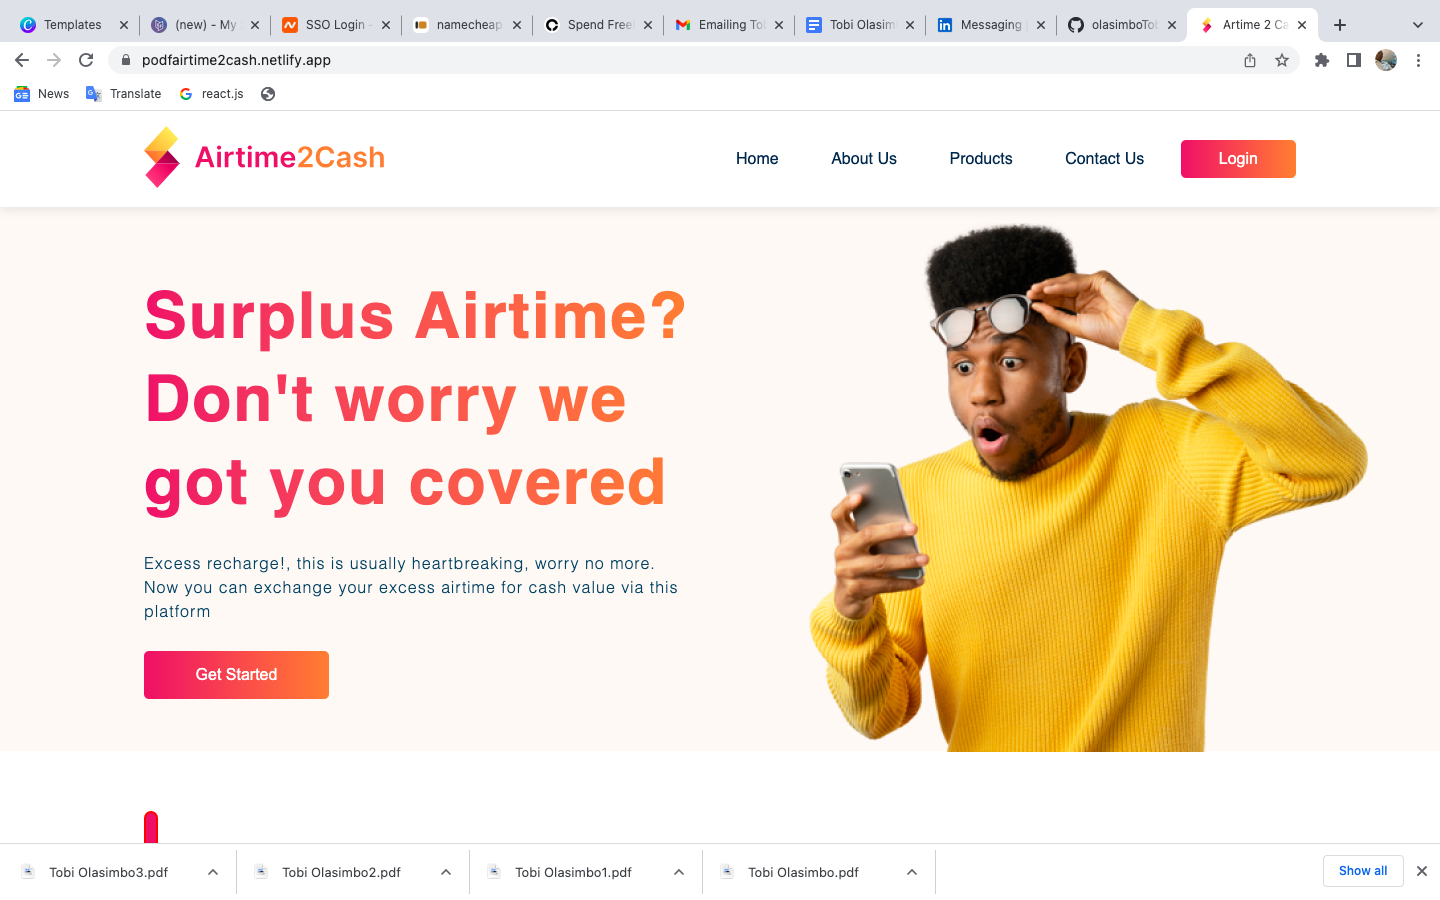 Templates
(new) - My
SSO Login -
namecheap
Spend Free
Emailing To
Tobi Olasim
Messaging
olasimboTo
Artime 2 Ca
podfairtime2cash.netlify.app
News
Translate
react.js
Airtime2Cash
Home
About Us
Products
Contact Us
Login
Surplus Airtime?
Don't worry we
got you covered
Excess recharge!, this is usually heartbreaking, worry no more.
Now you can exchange your excess airtime for cash value via this
platform
Get Started
Tobi Olasimbo3.pdf
Tobi Olasimbo2.pdf
Tobi Olasimbo1.pdf
Tobi Olasimbo.pdf
Show all